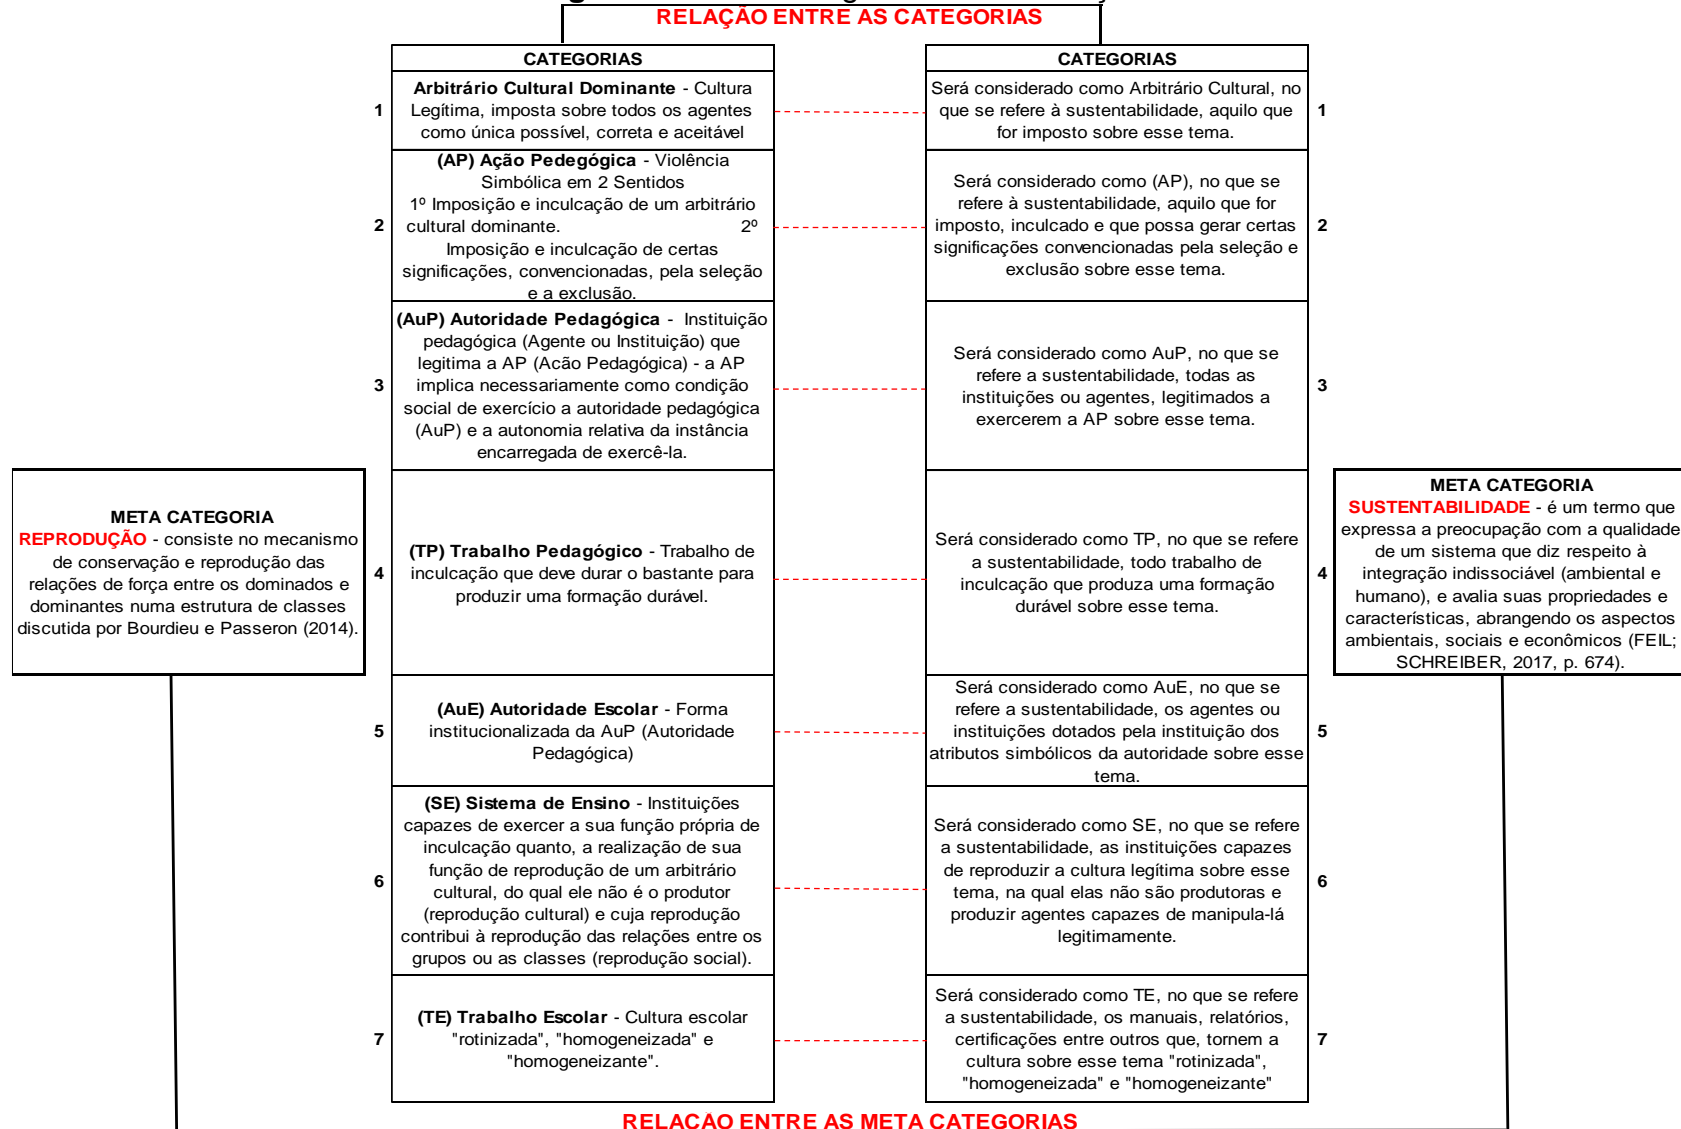 RELAÇÃO ENTRE AS CATEGORIAS
CATEGORIAS
1
Arbitrário Cultural Dominante - Cultura
Legítima, imposta sobre todos os agentes
como única possível, correta e aceitável
2
(AP) Ação Pedegógica - Violência
Simbólica em 2 Sentidos
1º Imposição e inculcação de um arbitrário
cultural dominante. 2º
Imposição e inculcação de certas
significações, convencionadas, pela seleção
e a exclusão.
3
(AuP) Autoridade Pedagógica - Instituição
pedagógica (Agente ou Instituição) que
legitima a AP (Acão Pedagógica) - a AP
implica necessariamente como condição
social de exercício a autoridade pedagógica
(AuP) e a autonomia relativa da instância
encarregada de exercê-la.
4
(TP) Trabalho Pedagógico - Trabalho de
inculcação que deve durar o bastante para
produzir uma formação durável.
5
(AuE) Autoridade Escolar - Forma
institucionalizada da AuP (Autoridade
Pedagógica)
6
(SE) Sistema de Ensino - Instituições
capazes de exercer a sua função própria de
inculcação quanto, a realização de sua
função de reprodução de um arbitrário
cultural, do qual ele não é o produtor
(reprodução cultural) e cuja reprodução
contribui à reprodução das relações entre os
grupos ou as classes (reprodução social).
7
(TE) Trabalho Escolar - Cultura escolar
"rotinizada", "homogeneizada" e
"homogeneizante".
CATEGORIAS
Será considerado como Arbitrário Cultural, no
que se refere à sustentabilidade, aquilo que
for imposto sobre esse tema.
1
Será considerado como (AP), no que se
refere à sustentabilidade, aquilo que for
imposto, inculcado e que possa gerar certas
significações convencionadas pela seleção e
exclusão sobre esse tema.
2
Será considerado como AuP, no que se
refere a sustentabilidade, todas as
instituições ou agentes, legitimados a
exercerem a AP sobre esse tema.
3
Será considerado como TP, no que se refere
a sustentabilidade, todo trabalho de
inculcação que produza uma formação
durável sobre esse tema.
4
Será considerado como AuE, no que se
refere a sustentabilidade, os agentes ou
instituições dotados pela instituição dos
atributos simbólicos da autoridade sobre esse
tema.
5
Será considerado como SE, no que se refere
a sustentabilidade, as instituições capazes
de reproduzir a cultura legítima sobre esse
tema, na qual elas não são produtoras e
produzir agentes capazes de manipula-lá
legitimamente.
6
Será considerado como TE, no que se refere
a sustentabilidade, os manuais, relatórios,
certificações entre outros que, tornem a
cultura sobre esse tema "rotinizada",
"homogeneizada" e "homogeneizante"
7
META CATEGORIA
REPRODUÇÃO - consiste no mecanismo
de conservação e reprodução das
relações de força entre os dominados e
dominantes numa estrutura de classes
discutida por Bourdieu e Passeron (2014).
META CATEGORIA
SUSTENTABILIDADE - é um termo que
expressa a preocupação com a qualidade
de um sistema que diz respeito à
integração indissociável (ambiental e
humano), e avalia suas propriedades e
características, abrangendo os aspectos
ambientais, sociais e econômicos (FEIL;
SCHREIBER, 2017, p. 674).
RELAÇÃO ENTRE AS META CATEGORIAS